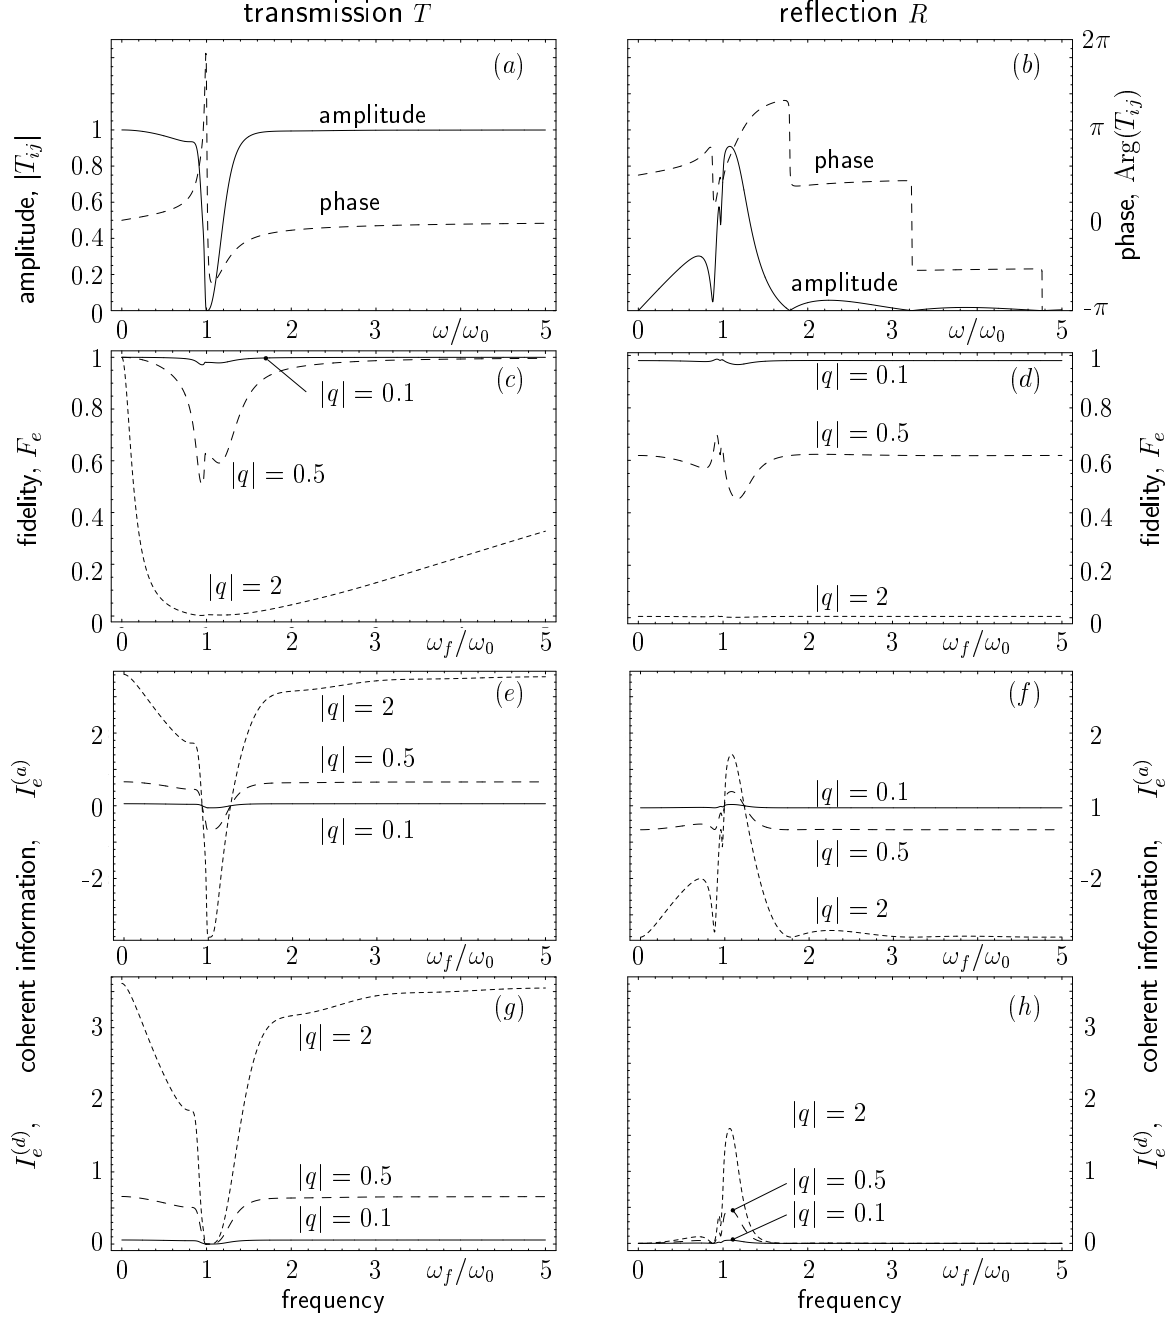 transmission T
reflection R
(a)
amplitude
phase
1
0.8
0.6
0.4
0.2
0
amplitude, |T_{ij}|
0 1 2 3 ω/ω_0 5
(b)
phase
amplitude
2π
π
0
-π
phase, Arg(T_{ij})
0 1 2 3 ω/ω_0 5
(c)
|q| = 0.1
|q| = 0.5
|q| = 2
1
0.8
0.6
0.4
0.2
0
fidelity, F_e
0 1 2 3 ω_f/ω_0 5
(d)
|q| = 0.1
|q| = 0.5
|q| = 2
1
0.8
0.6
0.4
0.2
0
fidelity, F_e
0 1 2 3 ω_f/ω_0 5
(e)
|q| = 2
|q| = 0.5
|q| = 0.1
2
0
-2
0 1 2 3 ω_f/ω_0 5
(f)
|q| = 0.1
|q| = 0.5
|q| = 2
2
1
-2
0 1 2 3 ω_f/ω_0 5
I_e^{(d)}, coherent information, I_e^{(a)}
(g)
|q| = 2
|q| = 0.5
|q| = 0.1
3
2
1
0
0 1 2 3 ω_f/ω_0 5
frequency
(h)
|q| = 2
|q| = 0.5
|q| = 0.1
3
2
1
0
0 1 2 3 ω_f/ω_0 5
frequency
I_e^{(d)}, coherent information, I_e^{(a)}